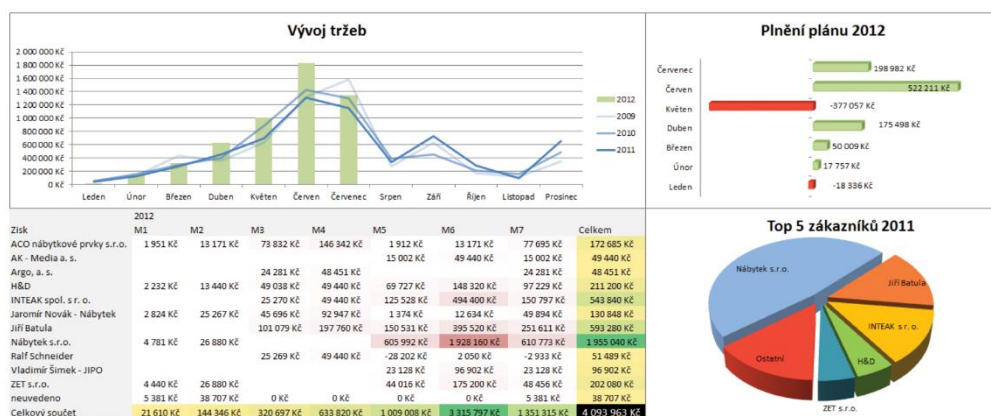 Vývoj tržeb
2 000 000 Kč
1 800 000 Kč
1 600 000 Kč
1 400 000 Kč
1 200 000 Kč
1 000 000 Kč
800 000 Kč
600 000 Kč
400 000 Kč
200 000 Kč
0 Kč
Leden Únor Březen Duben Květen Červen Červenec Srpen Září Říjen Listopad Prosinec
2012
2009
2010
2011
Plnění plánu 2012
Červenec 198 982 Kč
Červen 522 211 Kč
Květen -377 057 Kč
Duben 175 498 Kč
Březen 50 009 Kč
Únor 17 757 Kč
Leden -18 336 Kč
2012
Zisk M1 M2 M3 M4 M5 M6 M7 Celkem
ACO nábytkové prvky s.r.o. 1 951 Kč 13 171 Kč 73 832 Kč 146 342 Kč 1 912 Kč 13 171 Kč 77 695 Kč 172 685 Kč
AK - Media a. s. 15 002 Kč 49 440 Kč 15 002 Kč 49 440 Kč
Argo, a. s. 24 281 Kč 48 451 Kč 24 281 Kč 48 451 Kč
H&D 2 232 Kč 13 440 Kč 49 038 Kč 49 440 Kč 69 727 Kč 148 320 Kč 97 229 Kč 211 200 Kč
INTEAK spol. s r. o. 25 270 Kč 49 440 Kč 125 528 Kč 494 400 Kč 150 797 Kč 543 840 Kč
Jaromír Novák - Nábytek 2 824 Kč 25 267 Kč 45 696 Kč 92 947 Kč 1 374 Kč 12 634 Kč 49 894 Kč 130 848 Kč
Jiří Batula 101 079 Kč 197 760 Kč 150 531 Kč 395 520 Kč 251 611 Kč 593 280 Kč
Nábytek s.r.o. 4 781 Kč 26 880 Kč 605 992 Kč 1 928 160 Kč 610 773 Kč 1 955 040 Kč
Ralf Schneider 25 269 Kč 49 440 Kč -28 202 Kč 2 050 Kč -2 933 Kč 51 489 Kč
Vladimír Šimek - JIPO 23 128 Kč 96 902 Kč 23 128 Kč 96 902 Kč
ZET s.r.o. 4 440 Kč 26 880 Kč 44 016 Kč 175 200 Kč 48 456 Kč 202 080 Kč
neuvedeno 5 381 Kč 38 707 Kč 0 Kč 0 Kč 0 Kč 0 Kč 5 381 Kč 38 707 Kč
Celkový součet 21 610 Kč 144 346 Kč 320 697 Kč 633 820 Kč 1 009 008 Kč 3 315 797 Kč 1 351 315 Kč 4 093 963 Kč
Top 5 zákazníků 2011
Nábytek s.r.o.
Jiří Batula
INTEAK s r. o.
H&D
ZET s.r.o.
Ostatní